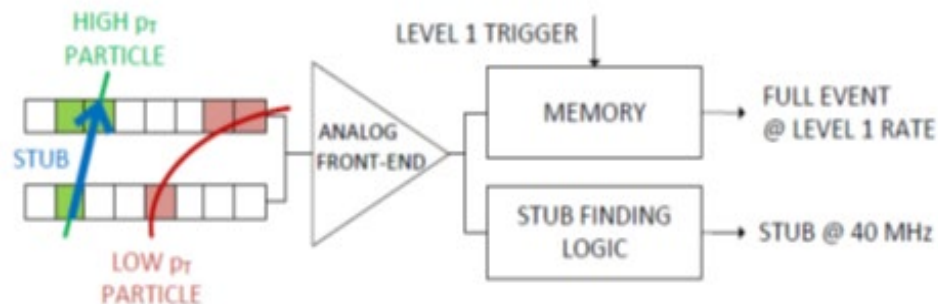 HIGH pT
PARTICLE
STUB
LOW pT
PARTICLE
ANALOG
FRONT-END
LEVEL 1 TRIGGER
MEMORY
FULL EVENT
@ LEVEL 1 RATE
STUB FINDING
LOGIC
STUB @ 40 MHz